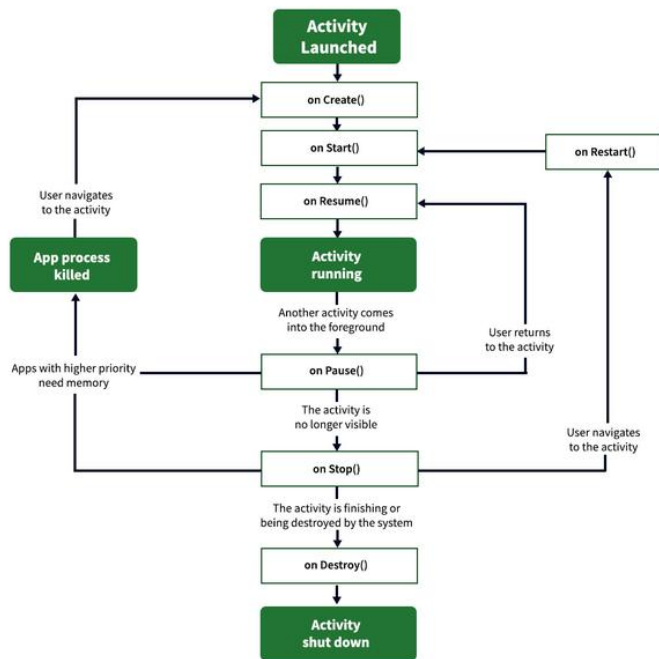 Activity
Launched
on Create()
on Start()
on Restart()
User navigates
to the activity
on Resume()
App process
killed
Activity
running
Another activity comes
into the foreground
User returns
to the activity
Apps with higher priority
need memory
on Pause()
The activity is
no longer visible
User navigates
to the activity
on Stop()
The activity is finishing or
being destroyed by the system
on Destroy()
Activity
shut down